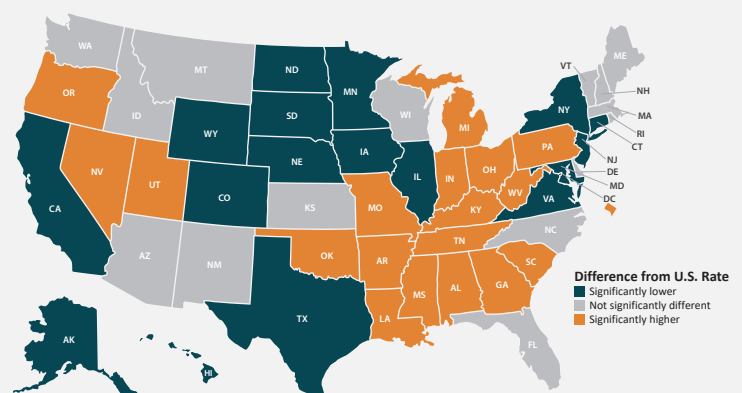 WA
MT
ND
MN
VT
ME
OR
ID
WY
SD
WI
MI
NY
NH
MA
RI
CT
NV
UT
CO
NE
IA
IL
IN
OH
PA
NJ
DE
MD
DC
CA
KS
MO
KY
WV
VA
AZ
NM
OK
AR
TN
NC
SC
TX
LA
MS
AL
GA
FL
AK
HI
Difference from U.S. Rate
Significantly lower
Not significantly different
Significantly higher